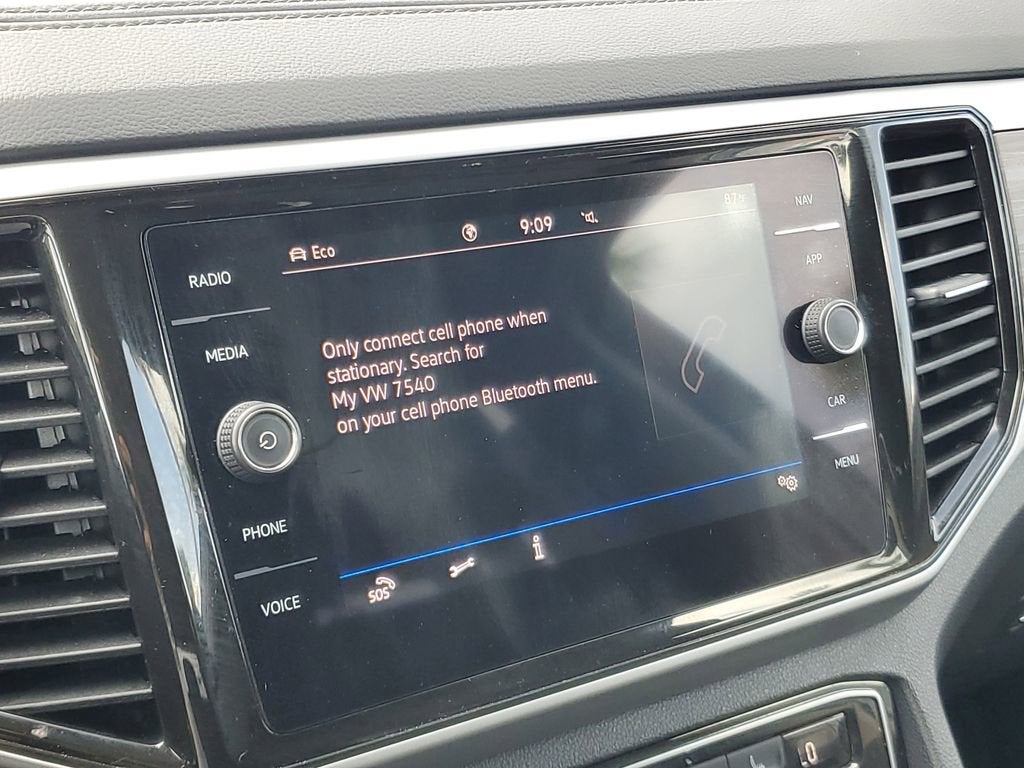 RADIO
MEDIA
PHONE
VOICE
Eco
9:09
87°F
Only connect cell phone when
stationary. Search for
My VW 7540
on your cell phone Bluetooth menu.
SOS
NAV
APP
CAR
MENU
0